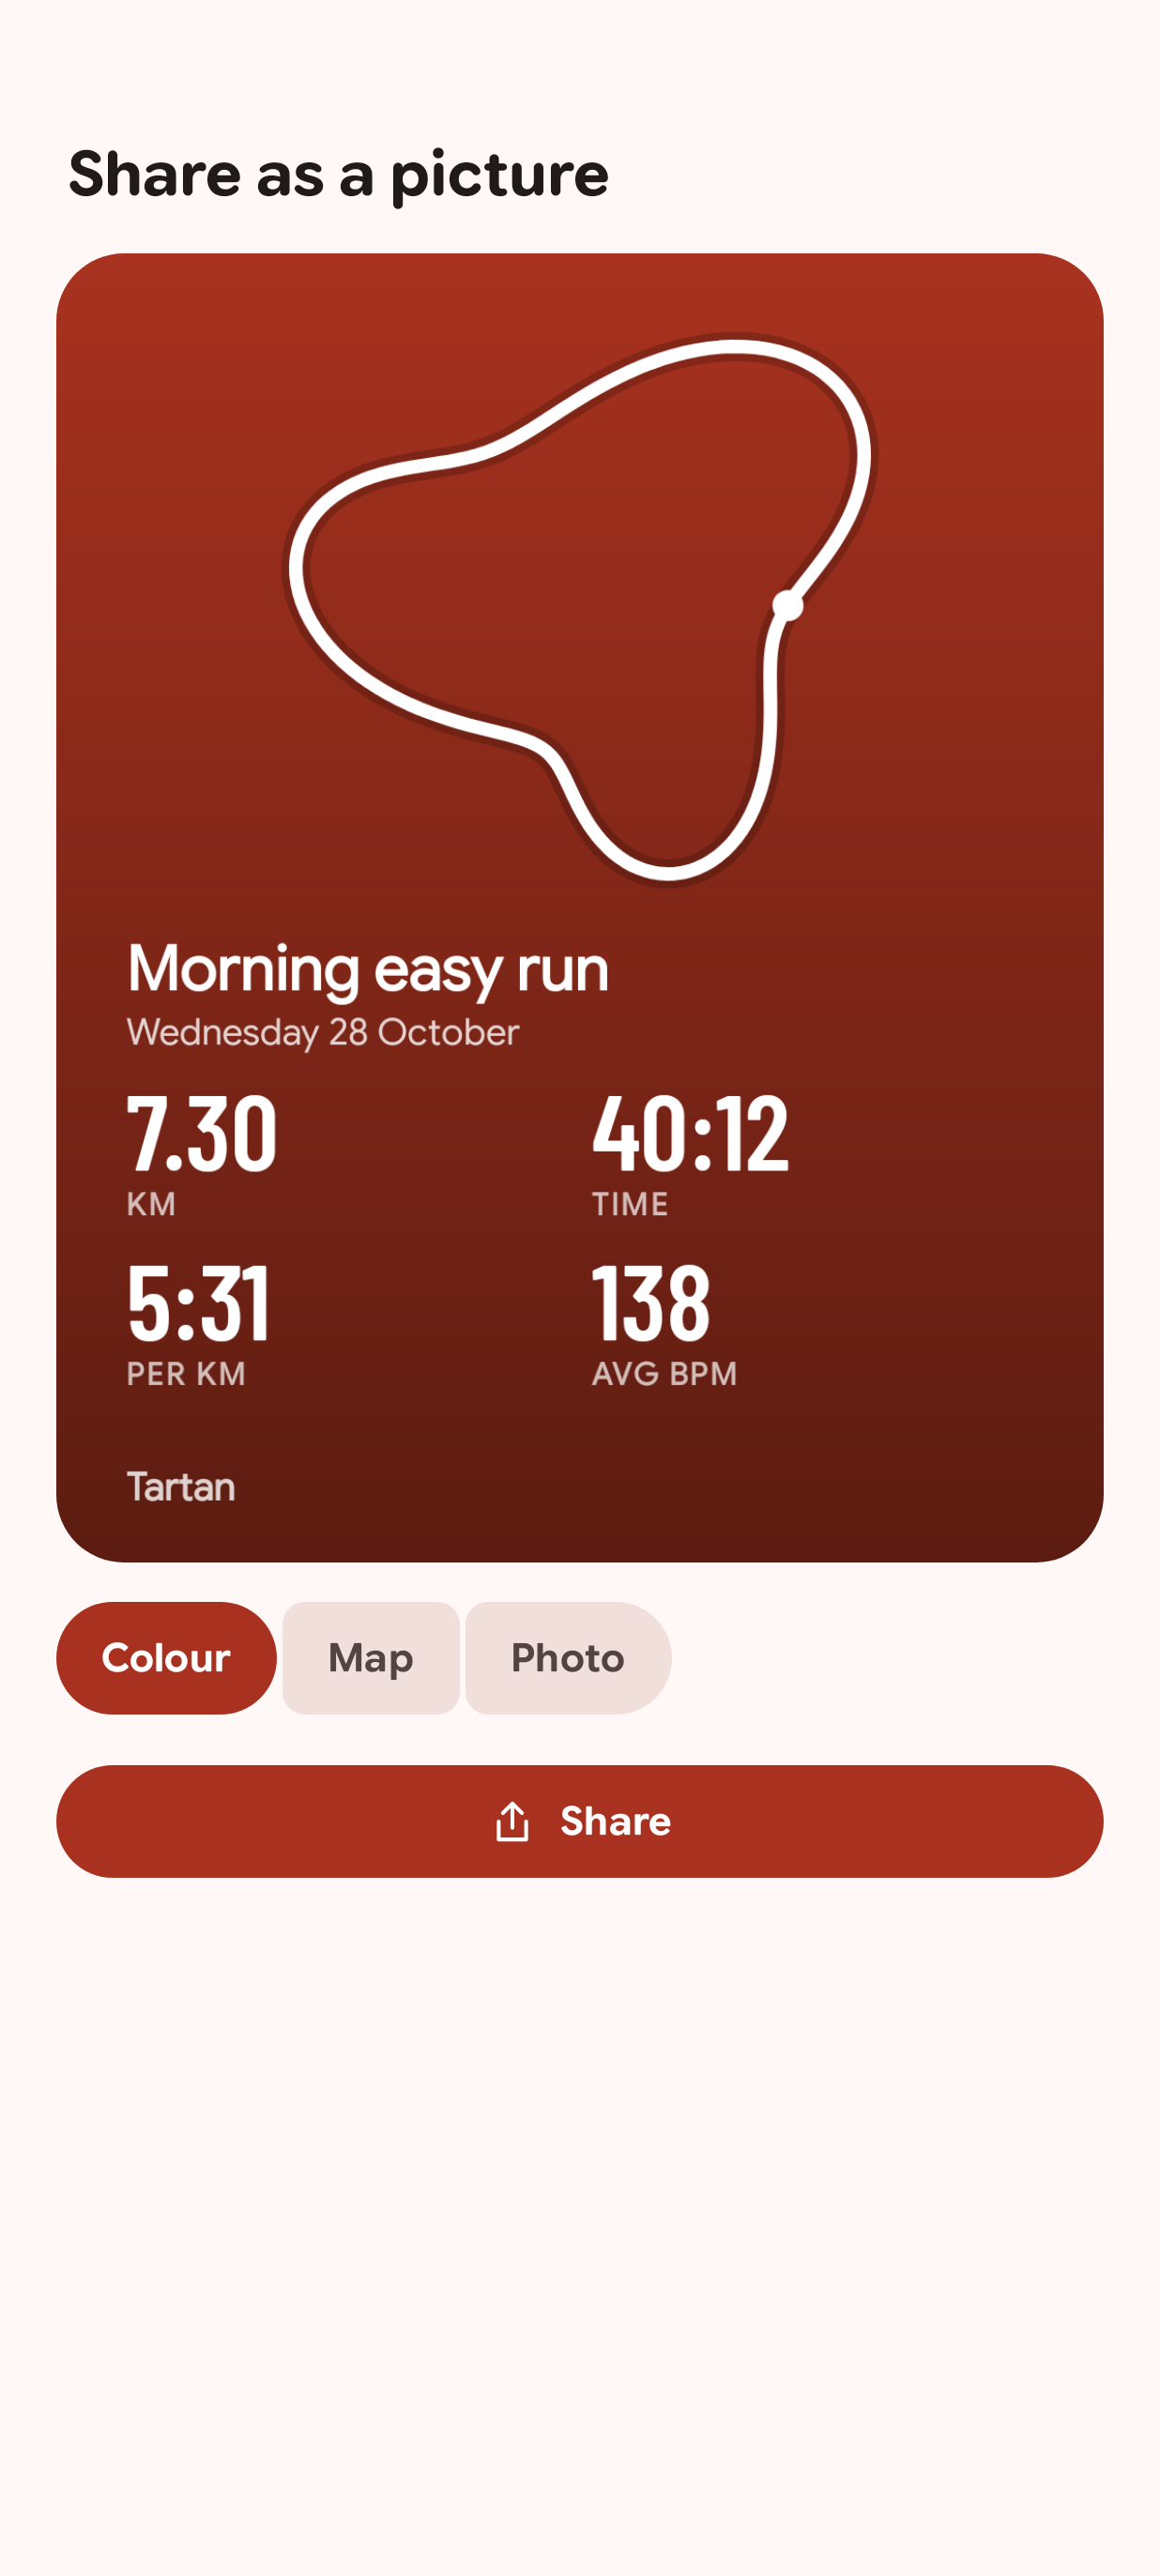 Share as a picture
Morning easy run
Wednesday 28 October
7.30
40:12
KM
TIME
5:31
138
PER KM
AVG BPM
Tartan
Colour
Map
Photo
Share